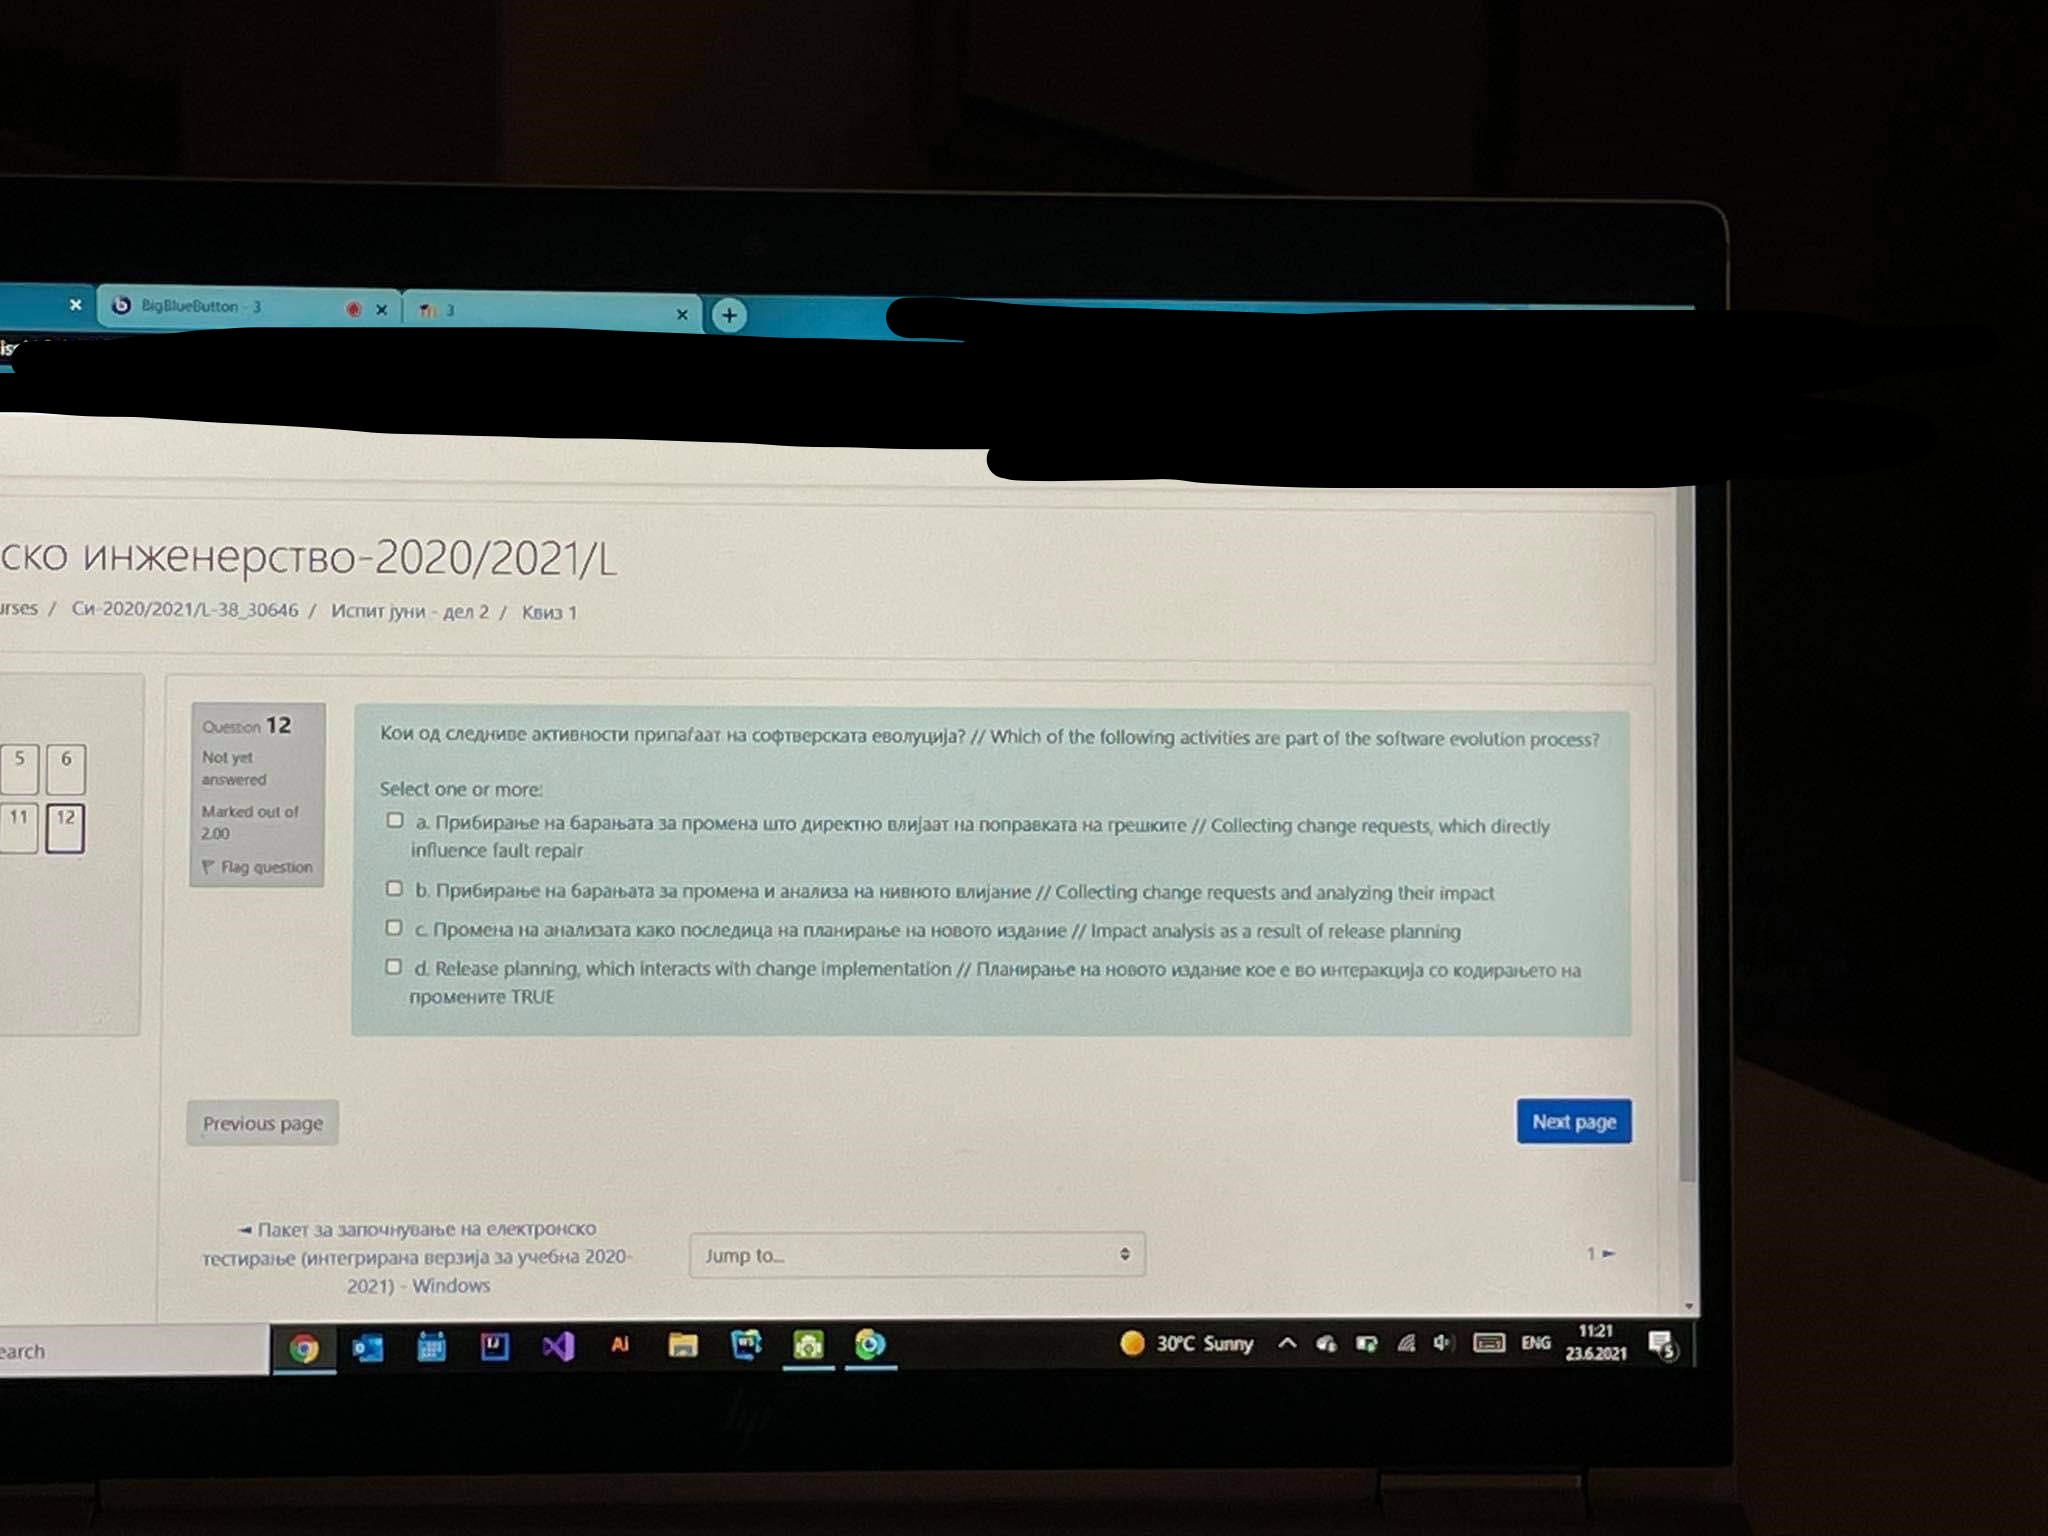 BigBlueButton - 3
3
ско инженерство-2020/2021/L
urses / Си-2020/2021/L-38_30646 / Испит јуни - дел 2 / Квиз 1
5 6
11 12
Question 12
Not yet
answered
Marked out of
2.00
Flag question
Кои од следниве активности припаѓаат на софтверската еволуција? // Which of the following activities are part of the software evolution process?
Select one or more:
a. Прибирање на барањата за промена што директно влијаат на поправката на грешките // Collecting change requests, which directly
influence fault repair
b. Прибирање на барањата за промена и анализа на нивното влијание // Collecting change requests and analyzing their impact
c. Промена на анализата како последица на планирање на новото издание // Impact analysis as a result of release planning
d. Release planning, which interacts with change implementation // Планирање на новото издание кое е во интеракција со кодирањето на
промените TRUE
Previous page
Next page
◄ Пакет за започнување на електронско
тестирање (интегрирана верзија за учебна 2020-
2021) - Windows
Jump to...
1 ►
earch
30°C Sunny
ENG
11:21
23.6.2021
5